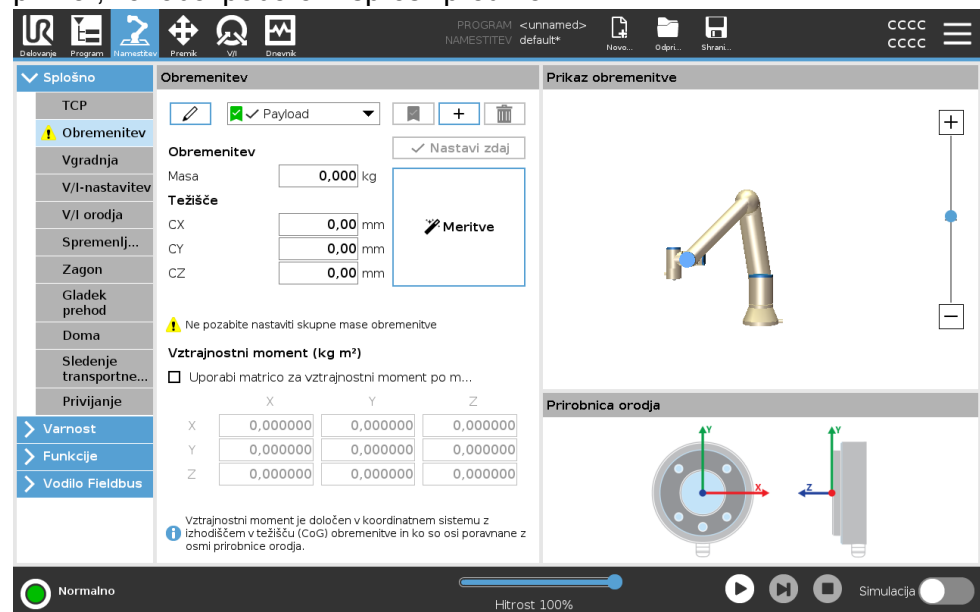 UR
Delovanje
Program
Namestitev
Premik
V/I
Dnevnik
PROGRAM <unnamed>
NAMESTITEV default*
Novo...
Odpri...
Shrani...
CCCC
CCCC
Splošno
TCP
Obremenitev
Vgradnja
V/I-nastavitev
V/I orodja
Spremenlj...
Zagon
Gladek
prehod
Doma
Sledenje
transportne...
Privijanje
Varnost
Funkcije
Vodilo Fieldbus
Obremenitev
Payload
Obremenitev
Nastavi zdaj
Masa 0,000 kg
Težišče
CX 0,00 mm
CY 0,00 mm
CZ 0,00 mm
Meritve
Ne pozabite nastaviti skupne mase obremenitve
Vztrajnostni moment (kg m²)
Uporabi matrico za vztrajnostni moment po m...
X Y Z
X 0,000000 0,000000 0,000000
Y 0,000000 0,000000 0,000000
Z 0,000000 0,000000 0,000000
Vztrajnostni moment je določen v koordinatnem sistemu z
izhodiščem v težišču (CoG) obremenitve in ko so osi poravnane z
osmi prirobnice orodja.
Prikaz obremenitve
Prirobnica orodja
Y
X
Y
Z
Normalno
Hitrost 100%
Simulacija